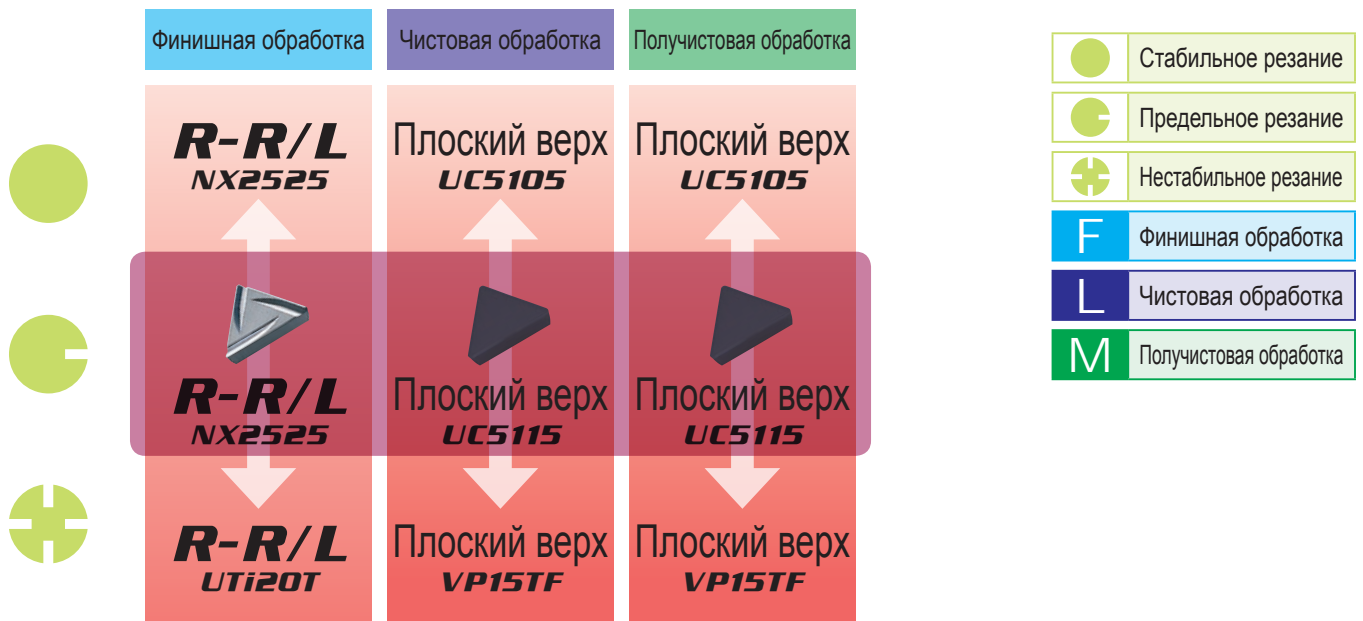 Финишная обработка
Чистовая обработка
Получистовая обработка
R-R/L
NX2525
Плоский верх
UC5105
Плоский верх
UC5105
R-R/L
NX2525
Плоский верх
UC5115
Плоский верх
UC5115
R-R/L
UTi20T
Плоский верх
VP15TF
Плоский верх
VP15TF
Стабильное резание
Предельное резание
Нестабильное резание
F Финишная обработка
L Чистовая обработка
M Получистовая обработка